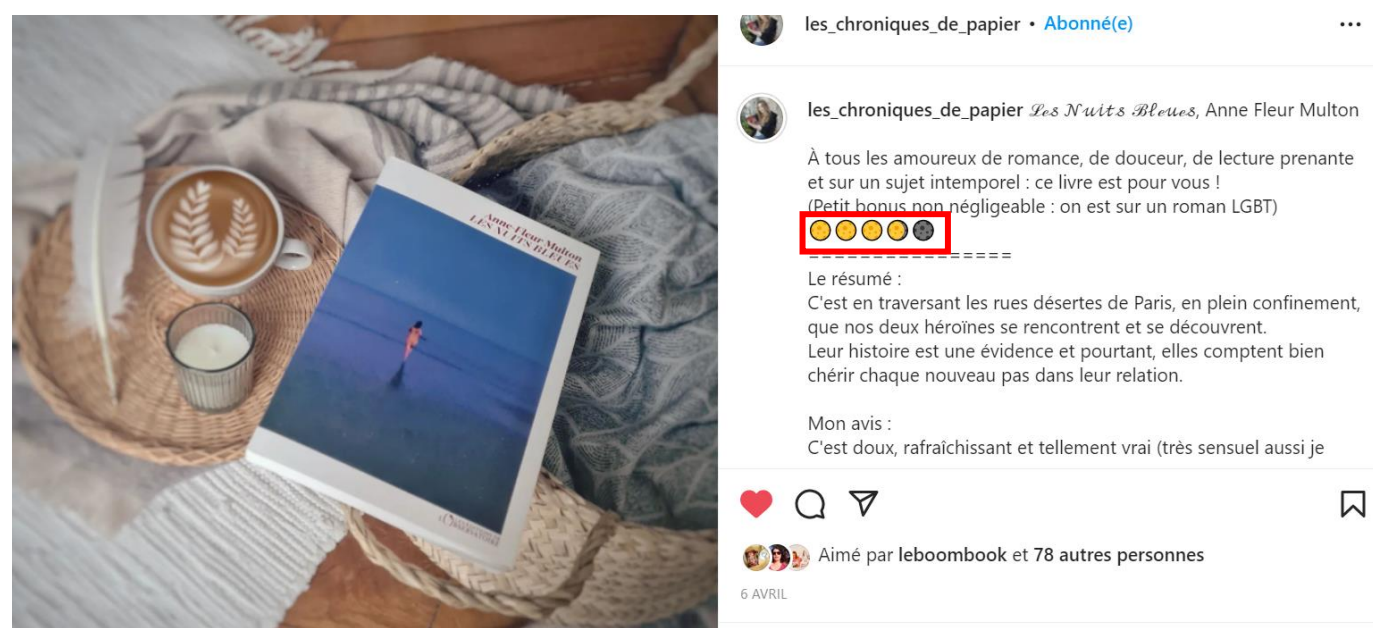 Anne-Fleur Multon
LES NUITS BLEUES
L'OBSERVATOIRE
les_chroniques_de_papier • Abonné(e)
les_chroniques_de_papier 𝓛𝓮𝓼 𝓝𝓾𝓲𝓽𝓼 𝓑𝓵𝓮𝓾𝓮𝓼, Anne Fleur Multon
À tous les amoureux de romance, de douceur, de lecture prenante
et sur un sujet intemporel : ce livre est pour vous !
(Petit bonus non négligeable : on est sur un roman LGBT)
🌕🌕🌕🌖🌑
================
Le résumé :
C'est en traversant les rues désertes de Paris, en plein confinement,
que nos deux héroïnes se rencontrent et se découvrent.
Leur histoire est une évidence et pourtant, elles comptent bien
chérir chaque nouveau pas dans leur relation.
Mon avis :
C'est doux, rafraîchissant et tellement vrai (très sensuel aussi je
Aimé par leboombook et 78 autres personnes
6 AVRIL